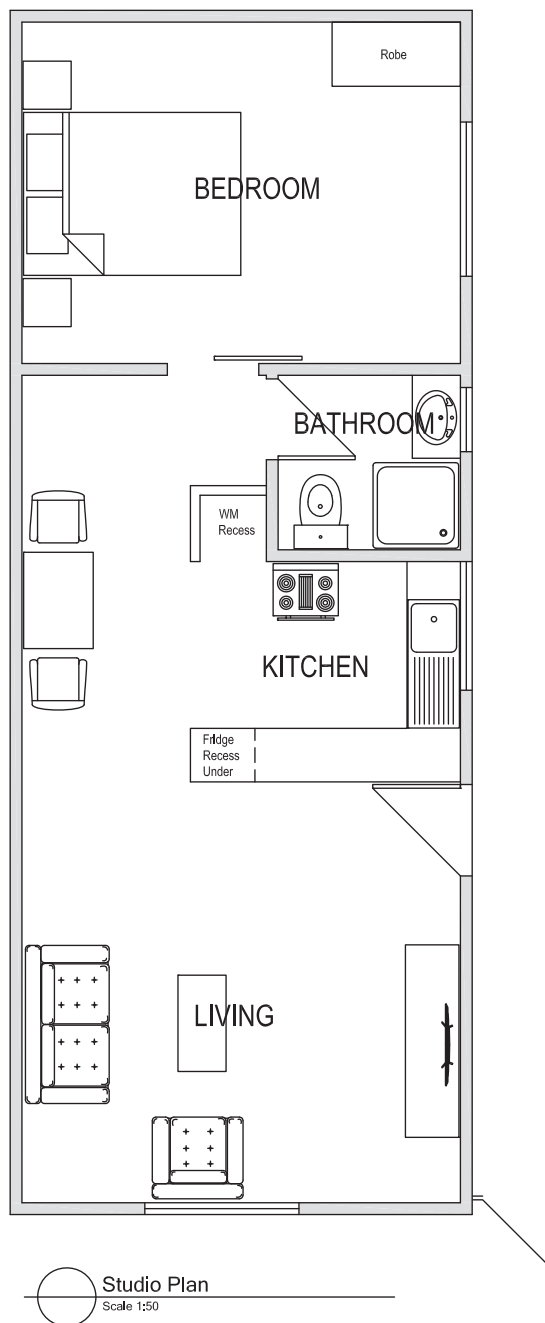 Robe
BEDROOM
BATHROOM
WM
Recess
KITCHEN
Fridge
Recess
Under
LIVING
Studio Plan
Scale 1:50